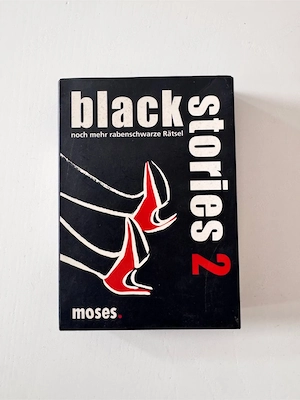 black
stories 2
noch mehr rabenschwarze Rätsel
moses.